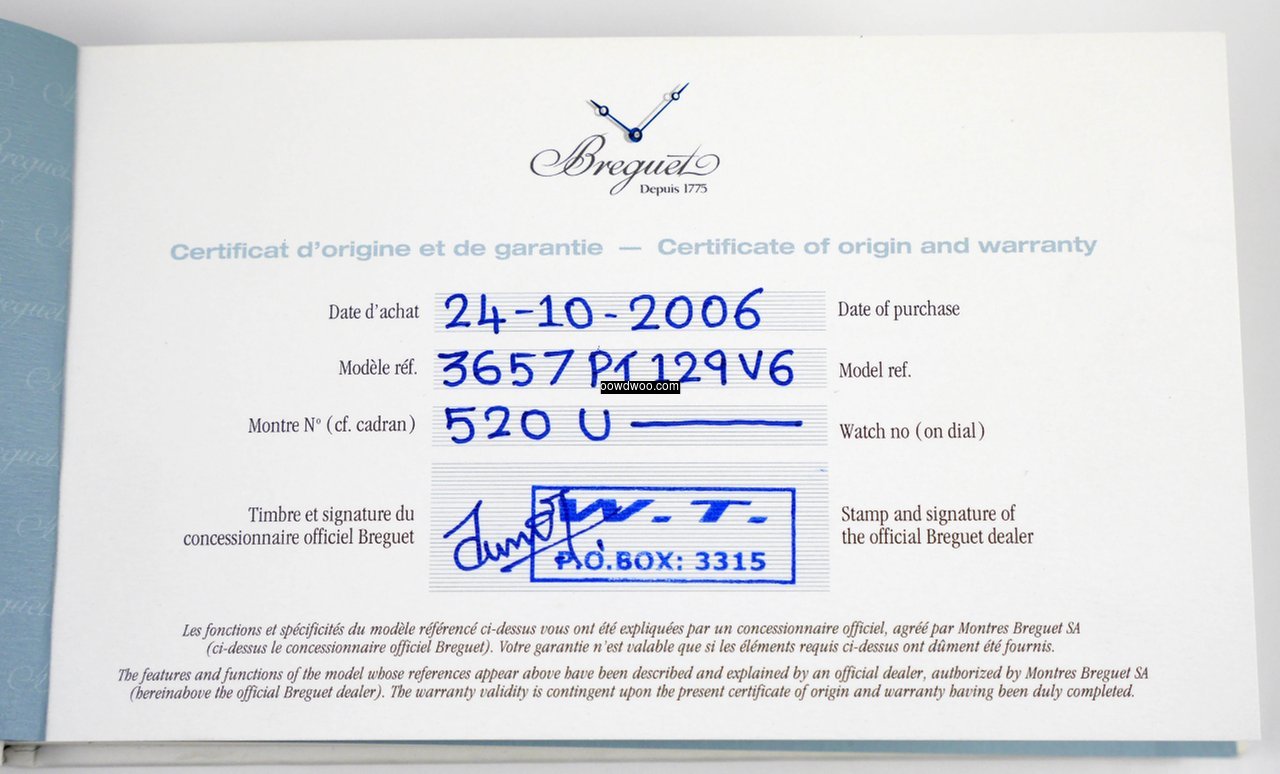 Breguet
Depuis 1775
Certificat d'origine et de garantie — Certificate of origin and warranty
Date d'achat 24-10-2006 Date of purchase
Modèle réf. 3657 PT 129V6 Model ref.
powdwoo.com
Montre N° (cf. cadran) 520 U Watch no (on dial)
Timbre et signature du
concessionnaire officiel Breguet
W.T.
P.O.BOX: 3315
Stamp and signature of
the official Breguet dealer
Les fonctions et spécificités du modèle référencé ci-dessus vous ont été expliquées par un concessionnaire officiel, agréé par Montres Breguet SA
(ci-dessus le concessionnaire officiel Breguet). Votre garantie n'est valable que si les éléments requis ci-dessus ont dûment été fournis.
The features and functions of the model whose references appear above have been described and explained by an official dealer, authorized by Montres Breguet SA
(hereinabove the official Breguet dealer). The warranty validity is contingent upon the present certificate of origin and warranty having been duly completed.